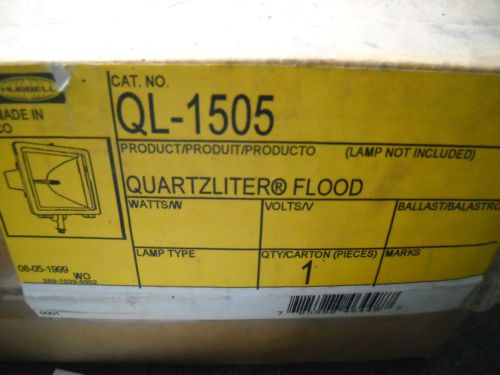 HUBBELL
MADE IN
CO
CAT. NO.
QL-1505
PRODUCT/PRODUIT/PRODUCTO (LAMP NOT INCLUDED)
QUARTZLITER® FLOOD
WATTS/W VOLTS/V BALLAST/BALASTRO
LAMP TYPE QTY/CARTON (PIECES) MARKS
1
08-05-1999
WO
0001